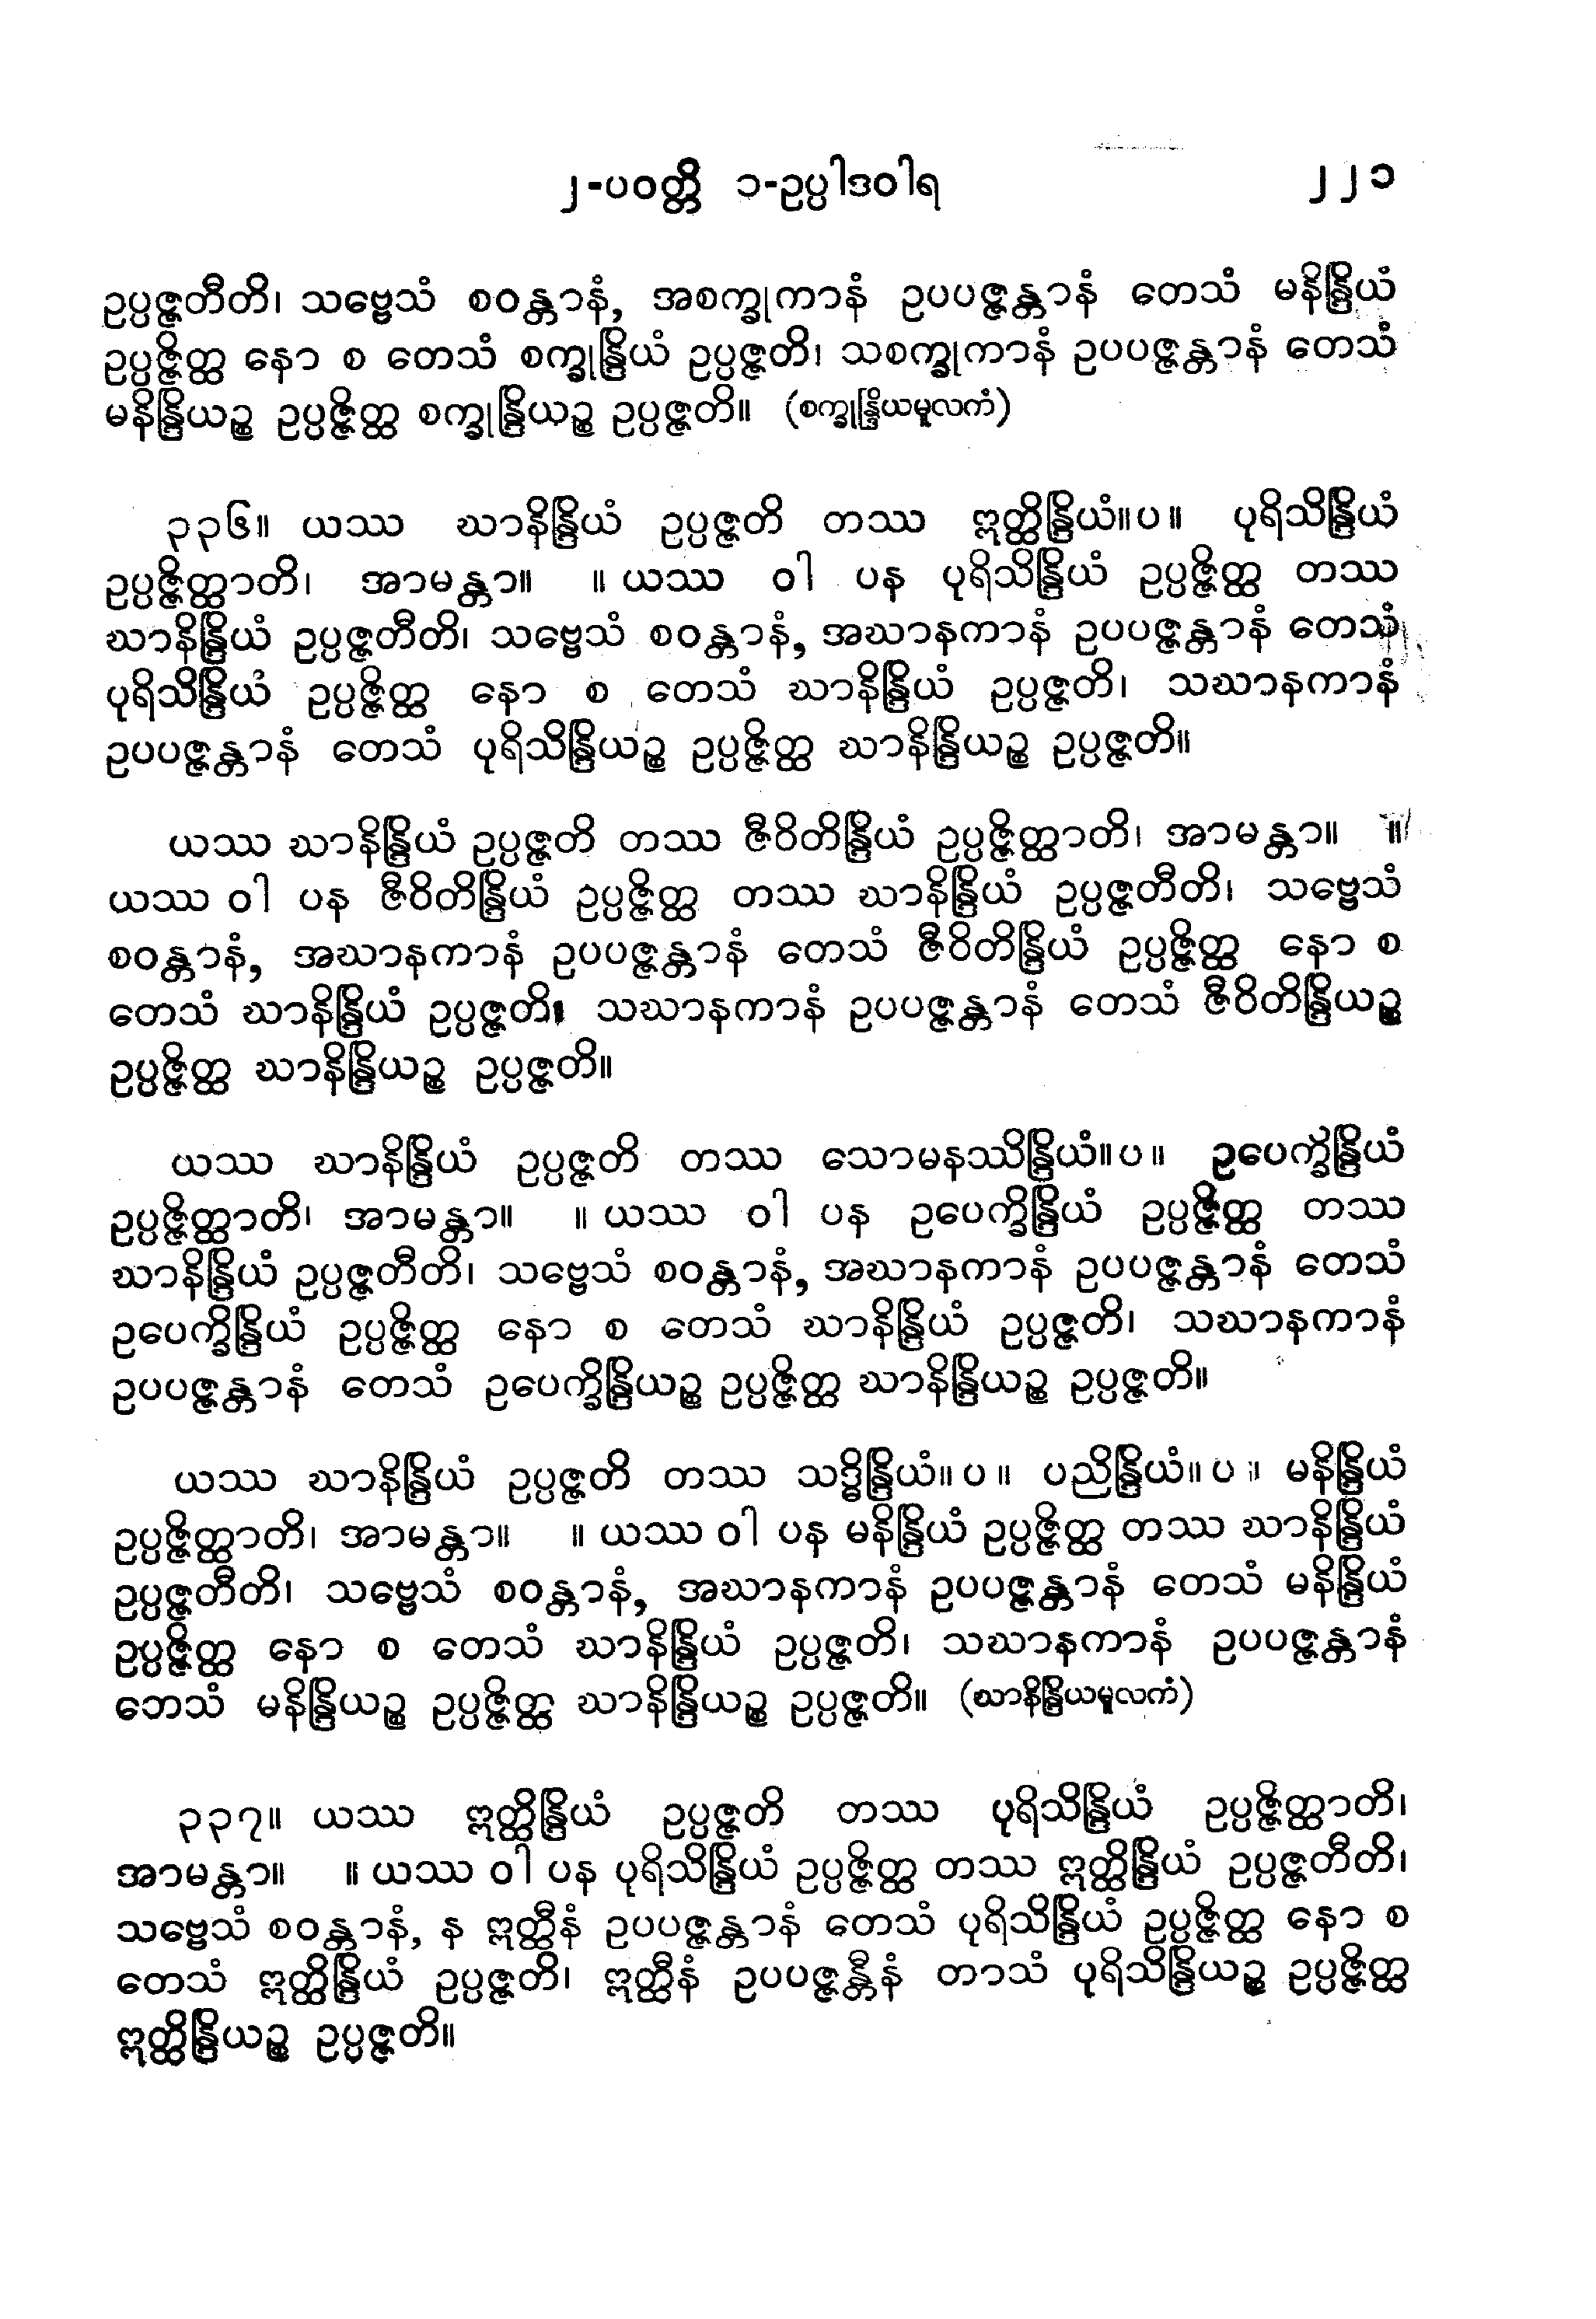 ၂-ပဝတ္တိ ၁-ဥပ္ပါဒဝါရ ၂၂၁
ဥပ္ပဇ္ဇတီတိ၊ သဗ္ဗေသံ စဝန္တာနံ, အစက္ခုကာနံ ဥပပဇ္ဇန္တာနံ တေသံ မနိန္ဒြိယံ
ဥပ္ပဇ္ဇိတ္ထ နော စ တေသံ စက္ခုန္ဒြိယံ ဥပ္ပဇ္ဇတိ၊ သစက္ခုကာနံ ဥပပဇ္ဇန္တာနံ တေသံ
မနိန္ဒြိယဉ္စ ဥပ္ပဇ္ဇိတ္ထ စက္ခုန္ဒြိယဉ္စ ဥပ္ပဇ္ဇတိ။ (စက္ခုန္ဒြိယမူလကံ)
၃၃၆။ ယဿ ဃာနိန္ဒြိယံ ဥပ္ပဇ္ဇတိ တဿ ဣတ္ထိန္ဒြိယံ။ပ။ ပုရိသိန္ဒြိယံ
ဥပ္ပဇ္ဇိတ္ထာတိ၊ အာမန္တာ။ ။ ယဿ ဝါ ပန ပုရိသိန္ဒြိယံ ဥပ္ပဇ္ဇိတ္ထ တဿ
ဃာနိန္ဒြိယံ ဥပ္ပဇ္ဇတီတိ၊ သဗ္ဗေသံ စဝန္တာနံ, အဃာနကာနံ ဥပပဇ္ဇန္တာနံ တေသံ
ပုရိသိန္ဒြိယံ ဥပ္ပဇ္ဇိတ္ထ နော စ တေသံ ဃာနိန္ဒြိယံ ဥပ္ပဇ္ဇတိ၊ သဃာနကာနံ
ဥပပဇ္ဇန္တာနံ တေသံ ပုရိသိန္ဒြိယဉ္စ ဥပ္ပဇ္ဇိတ္ထ ဃာနိန္ဒြိယဉ္စ ဥပ္ပဇ္ဇတိ။
ယဿ ဃာနိန္ဒြိယံ ဥပ္ပဇ္ဇတိ တဿ ဇီဝိတိန္ဒြိယံ ဥပ္ပဇ္ဇိတ္ထာတိ၊ အာမန္တာ။ ။
ယဿ ဝါ ပန ဇီဝိတိန္ဒြိယံ ဥပ္ပဇ္ဇိတ္ထ တဿ ဃာနိန္ဒြိယံ ဥပ္ပဇ္ဇတီတိ၊ သဗ္ဗေသံ
စဝန္တာနံ, အဃာနကာနံ ဥပပဇ္ဇန္တာနံ တေသံ ဇီဝိတိန္ဒြိယံ ဥပ္ပဇ္ဇိတ္ထ နော စ
တေသံ ဃာနိန္ဒြိယံ ဥပ္ပဇ္ဇတိ၊ သဃာနကာနံ ဥပပဇ္ဇန္တာနံ တေသံ ဇီဝိတိန္ဒြိယဉ္စ
ဥပ္ပဇ္ဇိတ္ထ ဃာနိန္ဒြိယဉ္စ ဥပ္ပဇ္ဇတိ။
ယဿ ဃာနိန္ဒြိယံ ဥပ္ပဇ္ဇတိ တဿ သောမနဿိန္ဒြိယံ။ပ။ ဥပေက္ခိန္ဒြိယံ
ဥပ္ပဇ္ဇိတ္ထာတိ၊ အာမန္တာ။ ။ ယဿ ဝါ ပန ဥပေက္ခိန္ဒြိယံ ဥပ္ပဇ္ဇိတ္ထ တဿ
ဃာနိန္ဒြိယံ ဥပ္ပဇ္ဇတီတိ၊ သဗ္ဗေသံ စဝန္တာနံ, အဃာနကာနံ ဥပပဇ္ဇန္တာနံ တေသံ
ဥပေက္ခိန္ဒြိယံ ဥပ္ပဇ္ဇိတ္ထ နော စ တေသံ ဃာနိန္ဒြိယံ ဥပ္ပဇ္ဇတိ၊ သဃာနကာနံ
ဥပပဇ္ဇန္တာနံ တေသံ ဥပေက္ခိန္ဒြိယဉ္စ ဥပ္ပဇ္ဇိတ္ထ ဃာနိန္ဒြိယဉ္စ ဥပ္ပဇ္ဇတိ။
ယဿ ဃာနိန္ဒြိယံ ဥပ္ပဇ္ဇတိ တဿ သဒ္ဓိန္ဒြိယံ။ပ။ ပညိန္ဒြိယံ။ပ။ မနိန္ဒြိယံ
ဥပ္ပဇ္ဇိတ္ထာတိ၊ အာမန္တာ။ ။ ယဿ ဝါ ပန မနိန္ဒြိယံ ဥပ္ပဇ္ဇိတ္ထ တဿ ဃာနိန္ဒြိယံ
ဥပ္ပဇ္ဇတီတိ၊ သဗ္ဗေသံ စဝန္တာနံ, အဃာနကာနံ ဥပပဇ္ဇန္တာနံ တေသံ မနိန္ဒြိယံ
ဥပ္ပဇ္ဇိတ္ထ နော စ တေသံ ဃာနိန္ဒြိယံ ဥပ္ပဇ္ဇတိ၊ သဃာနကာနံ ဥပပဇ္ဇန္တာနံ
ဘေသံ မနိန္ဒြိယဉ္စ ဥပ္ပဇ္ဇိတ္ထ ဃာနိန္ဒြိယဉ္စ ဥပ္ပဇ္ဇတိ။ (ဃာနိန္ဒြိယမူလကံ)
၃၃၇။ ယဿ ဣတ္ထိန္ဒြိယံ ဥပ္ပဇ္ဇတိ တဿ ပုရိသိန္ဒြိယံ ဥပ္ပဇ္ဇိတ္ထာတိ၊
အာမန္တာ။ ။ ယဿ ဝါ ပန ပုရိသိန္ဒြိယံ ဥပ္ပဇ္ဇိတ္ထ တဿ ဣတ္ထိန္ဒြိယံ ဥပ္ပဇ္ဇတီတိ၊
သဗ္ဗေသံ စဝန္တာနံ, န ဣတ္ထီနံ ဥပပဇ္ဇန္တာနံ တေသံ ပုရိသိန္ဒြိယံ ဥပ္ပဇ္ဇိတ္ထ နော စ
တေသံ ဣတ္ထိန္ဒြိယံ ဥပ္ပဇ္ဇတိ၊ ဣတ္ထီနံ ဥပပဇ္ဇန္တီနံ တာသံ ပုရိသိန္ဒြိယဉ္စ ဥပ္ပဇ္ဇိတ္ထ
ဣတ္ထိန္ဒြိယဉ္စ ဥပ္ပဇ္ဇတိ။